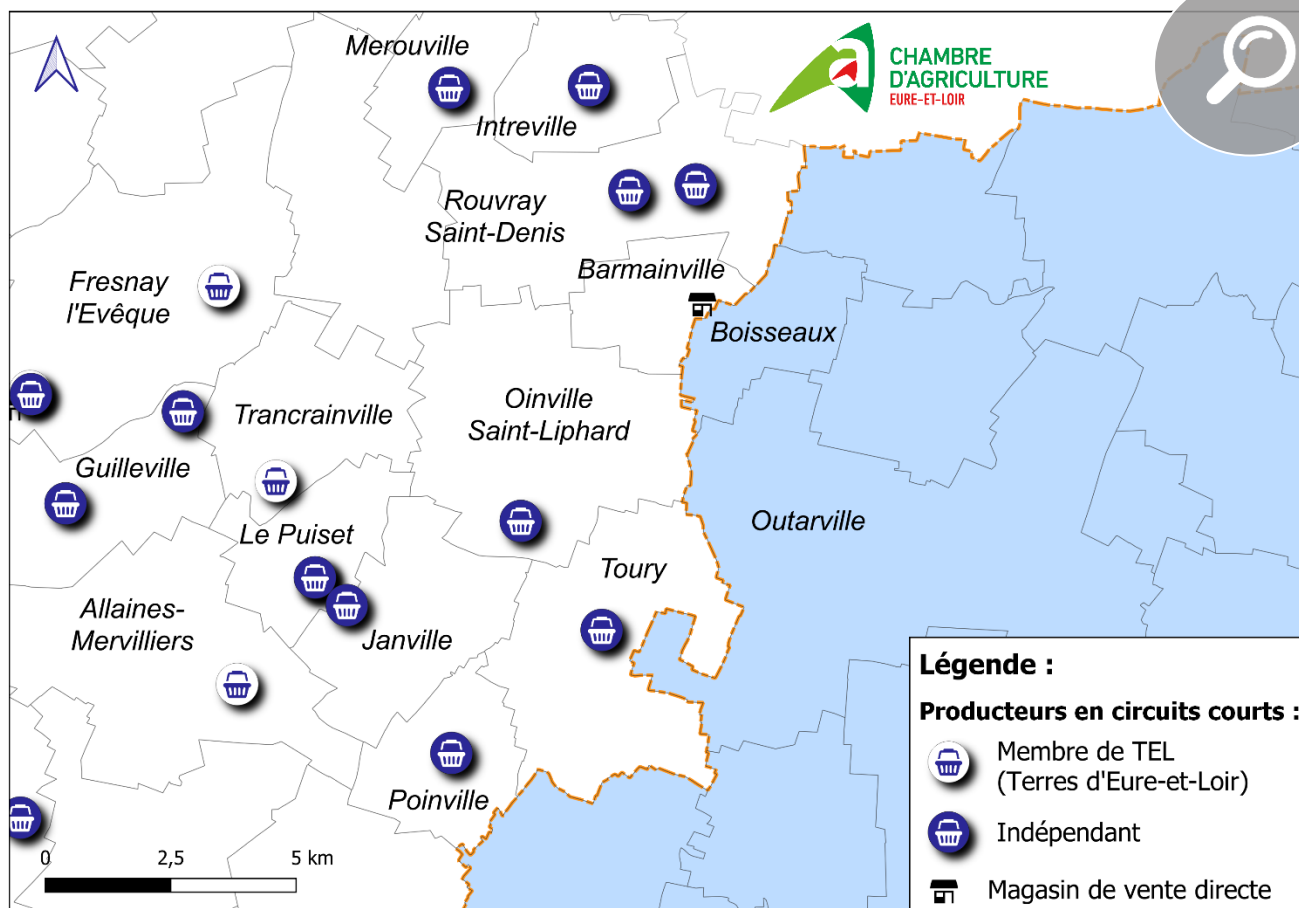 Merouville
CHAMBRE
D'AGRICULTURE
EURE-ET-LOIR
Intreville
Rouvray
Saint-Denis
Barmainville
Fresnay
l'Evêque
Boisseaux
Oinville
Saint-Liphard
Trancrainville
Guilleville
Le Puiset
Outarville
Toury
Allaines-
Mervilliers
Janville
Poinville
0 2,5 5 km
Légende :
Producteurs en circuits courts :
Membre de TEL
(Terres d'Eure-et-Loir)
Indépendant
Magasin de vente directe